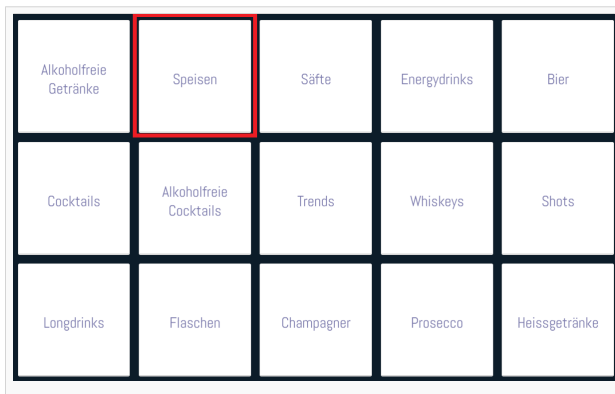 Alkoholfreie
Getränke
Speisen
Säfte
Energydrinks
Bier
Cocktails
Alkoholfreie
Cocktails
Trends
Whiskeys
Shots
Longdrinks
Flaschen
Champagner
Prosecco
Heissgetränke